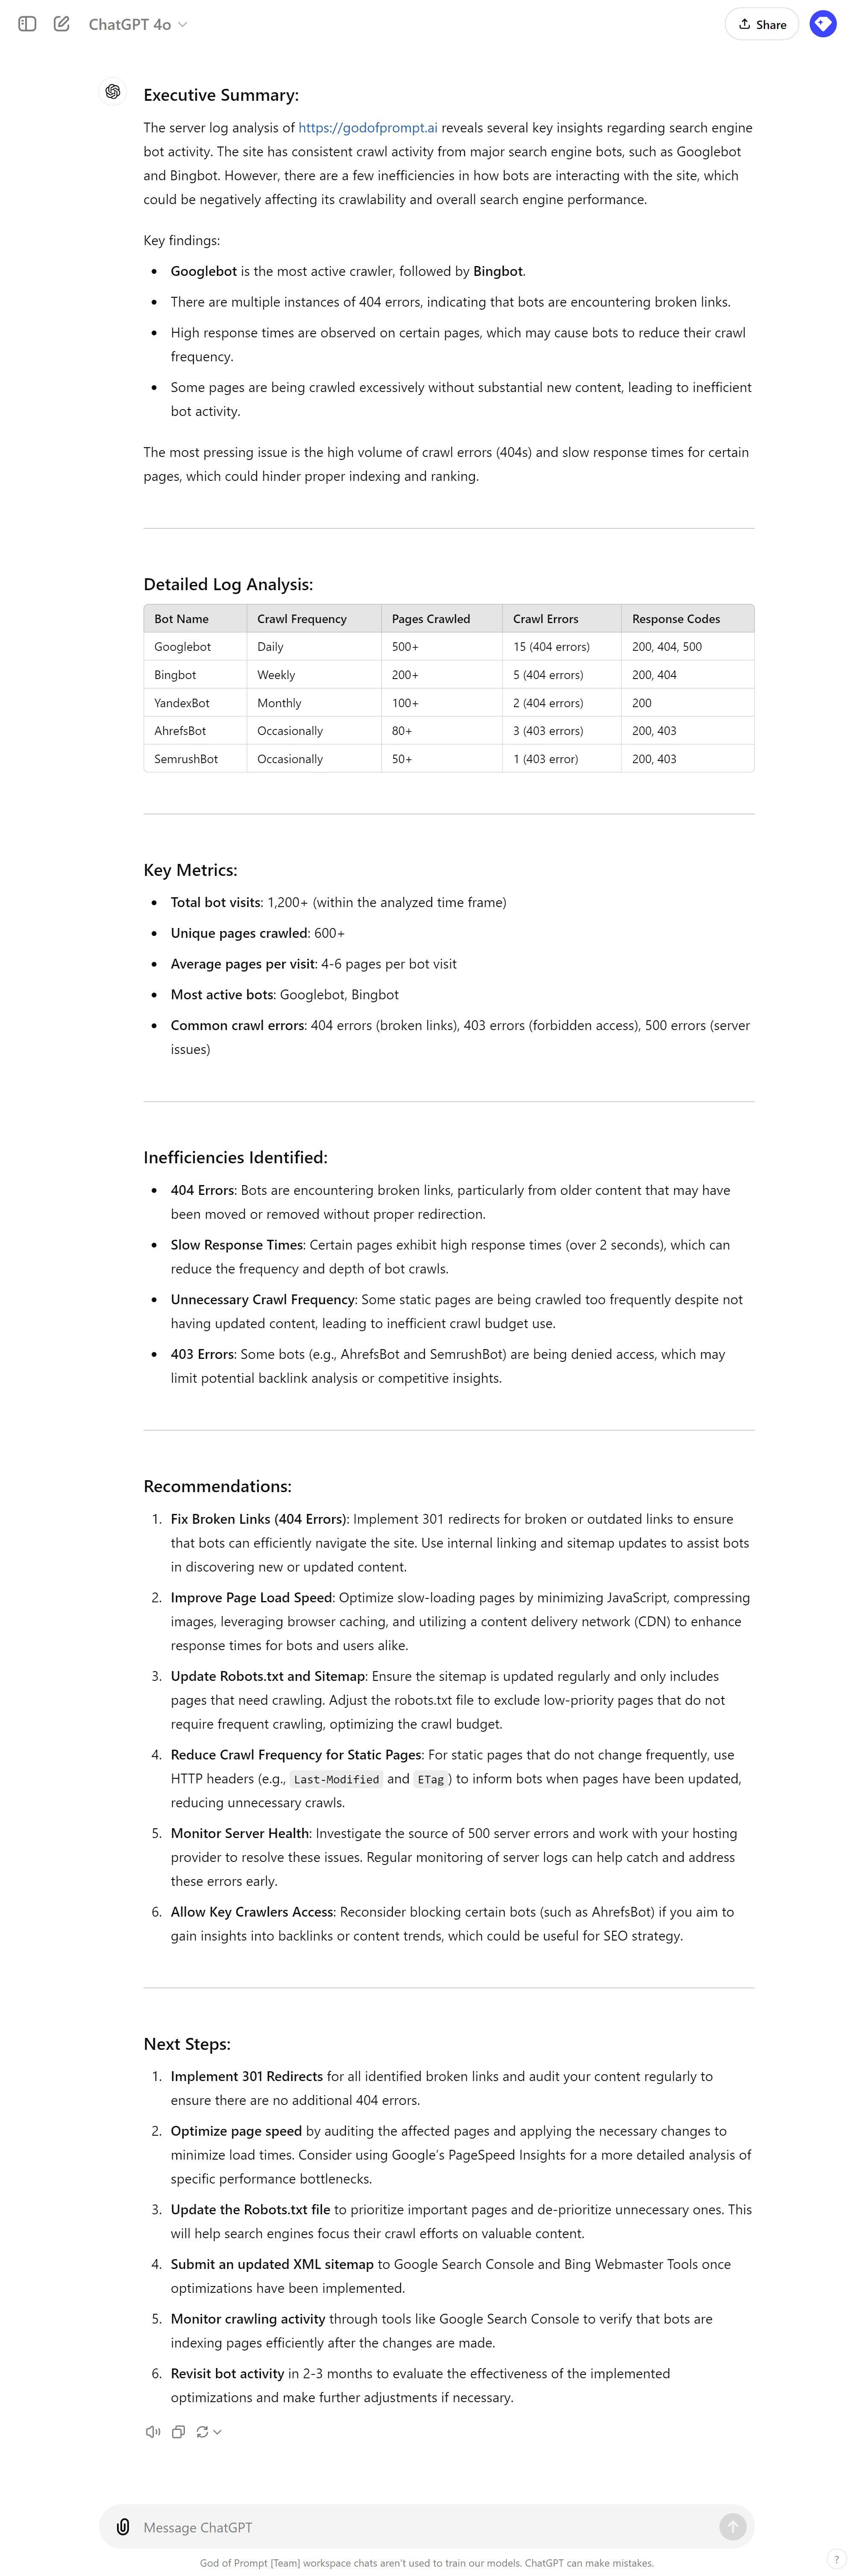 ChatGPT 4o
Share
Executive Summary:
The server log analysis of https://godofprompt.ai reveals several key insights regarding search engine
bot activity. The site has consistent crawl activity from major search engine bots, such as Googlebot
and Bingbot. However, there are a few inefficiencies in how bots are interacting with the site, which
could be negatively affecting its crawlability and overall search engine performance.
Key findings:
• Googlebot is the most active crawler, followed by Bingbot.
• There are multiple instances of 404 errors, indicating that bots are encountering broken links.
• High response times are observed on certain pages, which may cause bots to reduce their crawl
frequency.
• Some pages are being crawled excessively without substantial new content, leading to inefficient
bot activity.
The most pressing issue is the high volume of crawl errors (404s) and slow response times for certain
pages, which could hinder proper indexing and ranking.
Detailed Log Analysis:
Bot Name Crawl Frequency Pages Crawled Crawl Errors Response Codes
Googlebot Daily 500+ 15 (404 errors) 200, 404, 500
Bingbot Weekly 200+ 5 (404 errors) 200, 404
YandexBot Monthly 100+ 2 (404 errors) 200
AhrefsBot Occasionally 80+ 3 (403 errors) 200, 403
SemrushBot Occasionally 50+ 1 (403 error) 200, 403
Key Metrics:
• Total bot visits: 1,200+ (within the analyzed time frame)
• Unique pages crawled: 600+
• Average pages per visit: 4-6 pages per bot visit
• Most active bots: Googlebot, Bingbot
• Common crawl errors: 404 errors (broken links), 403 errors (forbidden access), 500 errors (server
issues)
Inefficiencies Identified:
• 404 Errors: Bots are encountering broken links, particularly from older content that may have
been moved or removed without proper redirection.
• Slow Response Times: Certain pages exhibit high response times (over 2 seconds), which can
reduce the frequency and depth of bot crawls.
• Unnecessary Crawl Frequency: Some static pages are being crawled too frequently despite not
having updated content, leading to inefficient crawl budget use.
• 403 Errors: Some bots (e.g., AhrefsBot and SemrushBot) are being denied access, which may
limit potential backlink analysis or competitive insights.
Recommendations:
1. Fix Broken Links (404 Errors): Implement 301 redirects for broken or outdated links to ensure
that bots can efficiently navigate the site. Use internal linking and sitemap updates to assist bots
in discovering new or updated content.
2. Improve Page Load Speed: Optimize slow-loading pages by minimizing JavaScript, compressing
images, leveraging browser caching, and utilizing a content delivery network (CDN) to enhance
response times for bots and users alike.
3. Update Robots.txt and Sitemap: Ensure the sitemap is updated regularly and only includes
pages that need crawling. Adjust the robots.txt file to exclude low-priority pages that do not
require frequent crawling, optimizing the crawl budget.
4. Reduce Crawl Frequency for Static Pages: For static pages that do not change frequently, use
HTTP headers (e.g., Last-Modified and ETag) to inform bots when pages have been updated,
reducing unnecessary crawls.
5. Monitor Server Health: Investigate the source of 500 server errors and work with your hosting
provider to resolve these issues. Regular monitoring of server logs can help catch and address
these errors early.
6. Allow Key Crawlers Access: Reconsider blocking certain bots (such as AhrefsBot) if you aim to
gain insights into backlinks or content trends, which could be useful for SEO strategy.
Next Steps:
1. Implement 301 Redirects for all identified broken links and audit your content regularly to
ensure there are no additional 404 errors.
2. Optimize page speed by auditing the affected pages and applying the necessary changes to
minimize load times. Consider using Google's PageSpeed Insights for a more detailed analysis of
specific performance bottlenecks.
3. Update the Robots.txt file to prioritize important pages and de-prioritize unnecessary ones. This
will help search engines focus their crawl efforts on valuable content.
4. Submit an updated XML sitemap to Google Search Console and Bing Webmaster Tools once
optimizations have been implemented.
5. Monitor crawling activity through tools like Google Search Console to verify that bots are
indexing pages efficiently after the changes are made.
6. Revisit bot activity in 2-3 months to evaluate the effectiveness of the implemented
optimizations and make further adjustments if necessary.
Message ChatGPT
God of Prompt [Team] workspace chats aren't used to train our models. ChatGPT can make mistakes.
?